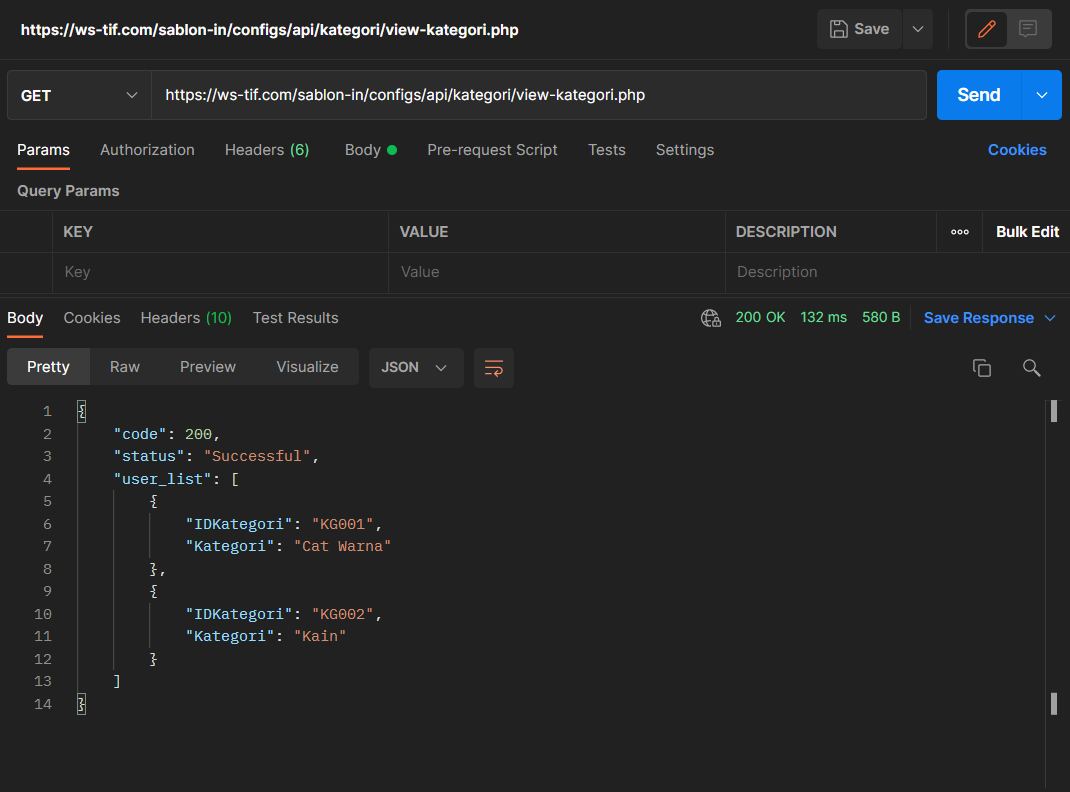 https://ws-tif.com/sablon-in/configs/api/kategori/view-kategori.php Save
GET https://ws-tif.com/sablon-in/configs/api/kategori/view-kategori.php Send
Params Authorization Headers (6) Body Pre-request Script Tests Settings Cookies
Query Params
KEY VALUE DESCRIPTION ooo Bulk Edit
Key Value Description
Body Cookies Headers (10) Test Results 200 OK 132 ms 580 B Save Response
Pretty Raw Preview Visualize JSON
1 {
2 "code": 200,
3 "status": "Successful",
4 "user_list": [
5 {
6 "IDKategori": "KG001",
7 "Kategori": "Cat Warna"
8 },
9 {
10 "IDKategori": "KG002",
11 "Kategori": "Kain"
12 }
13 ]
14 }